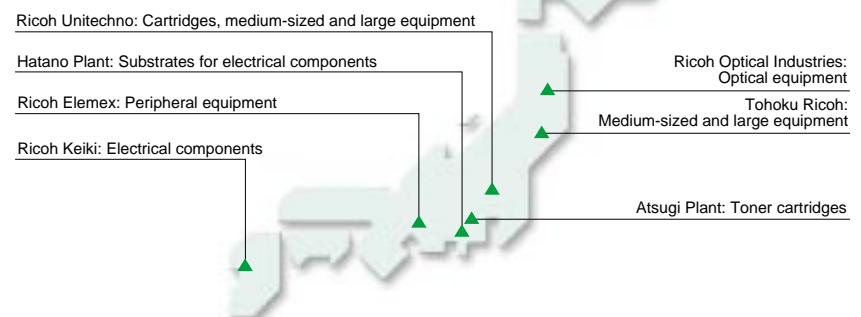 Ricoh Unitechno: Cartridges, medium-sized and large equipment
Hatano Plant: Substrates for electrical components
Ricoh Elemex: Peripheral equipment
Ricoh Keiki: Electrical components
Ricoh Optical Industries:
Optical equipment
Tohoku Ricoh:
Medium-sized and large equipment
Atsugi Plant: Toner cartridges